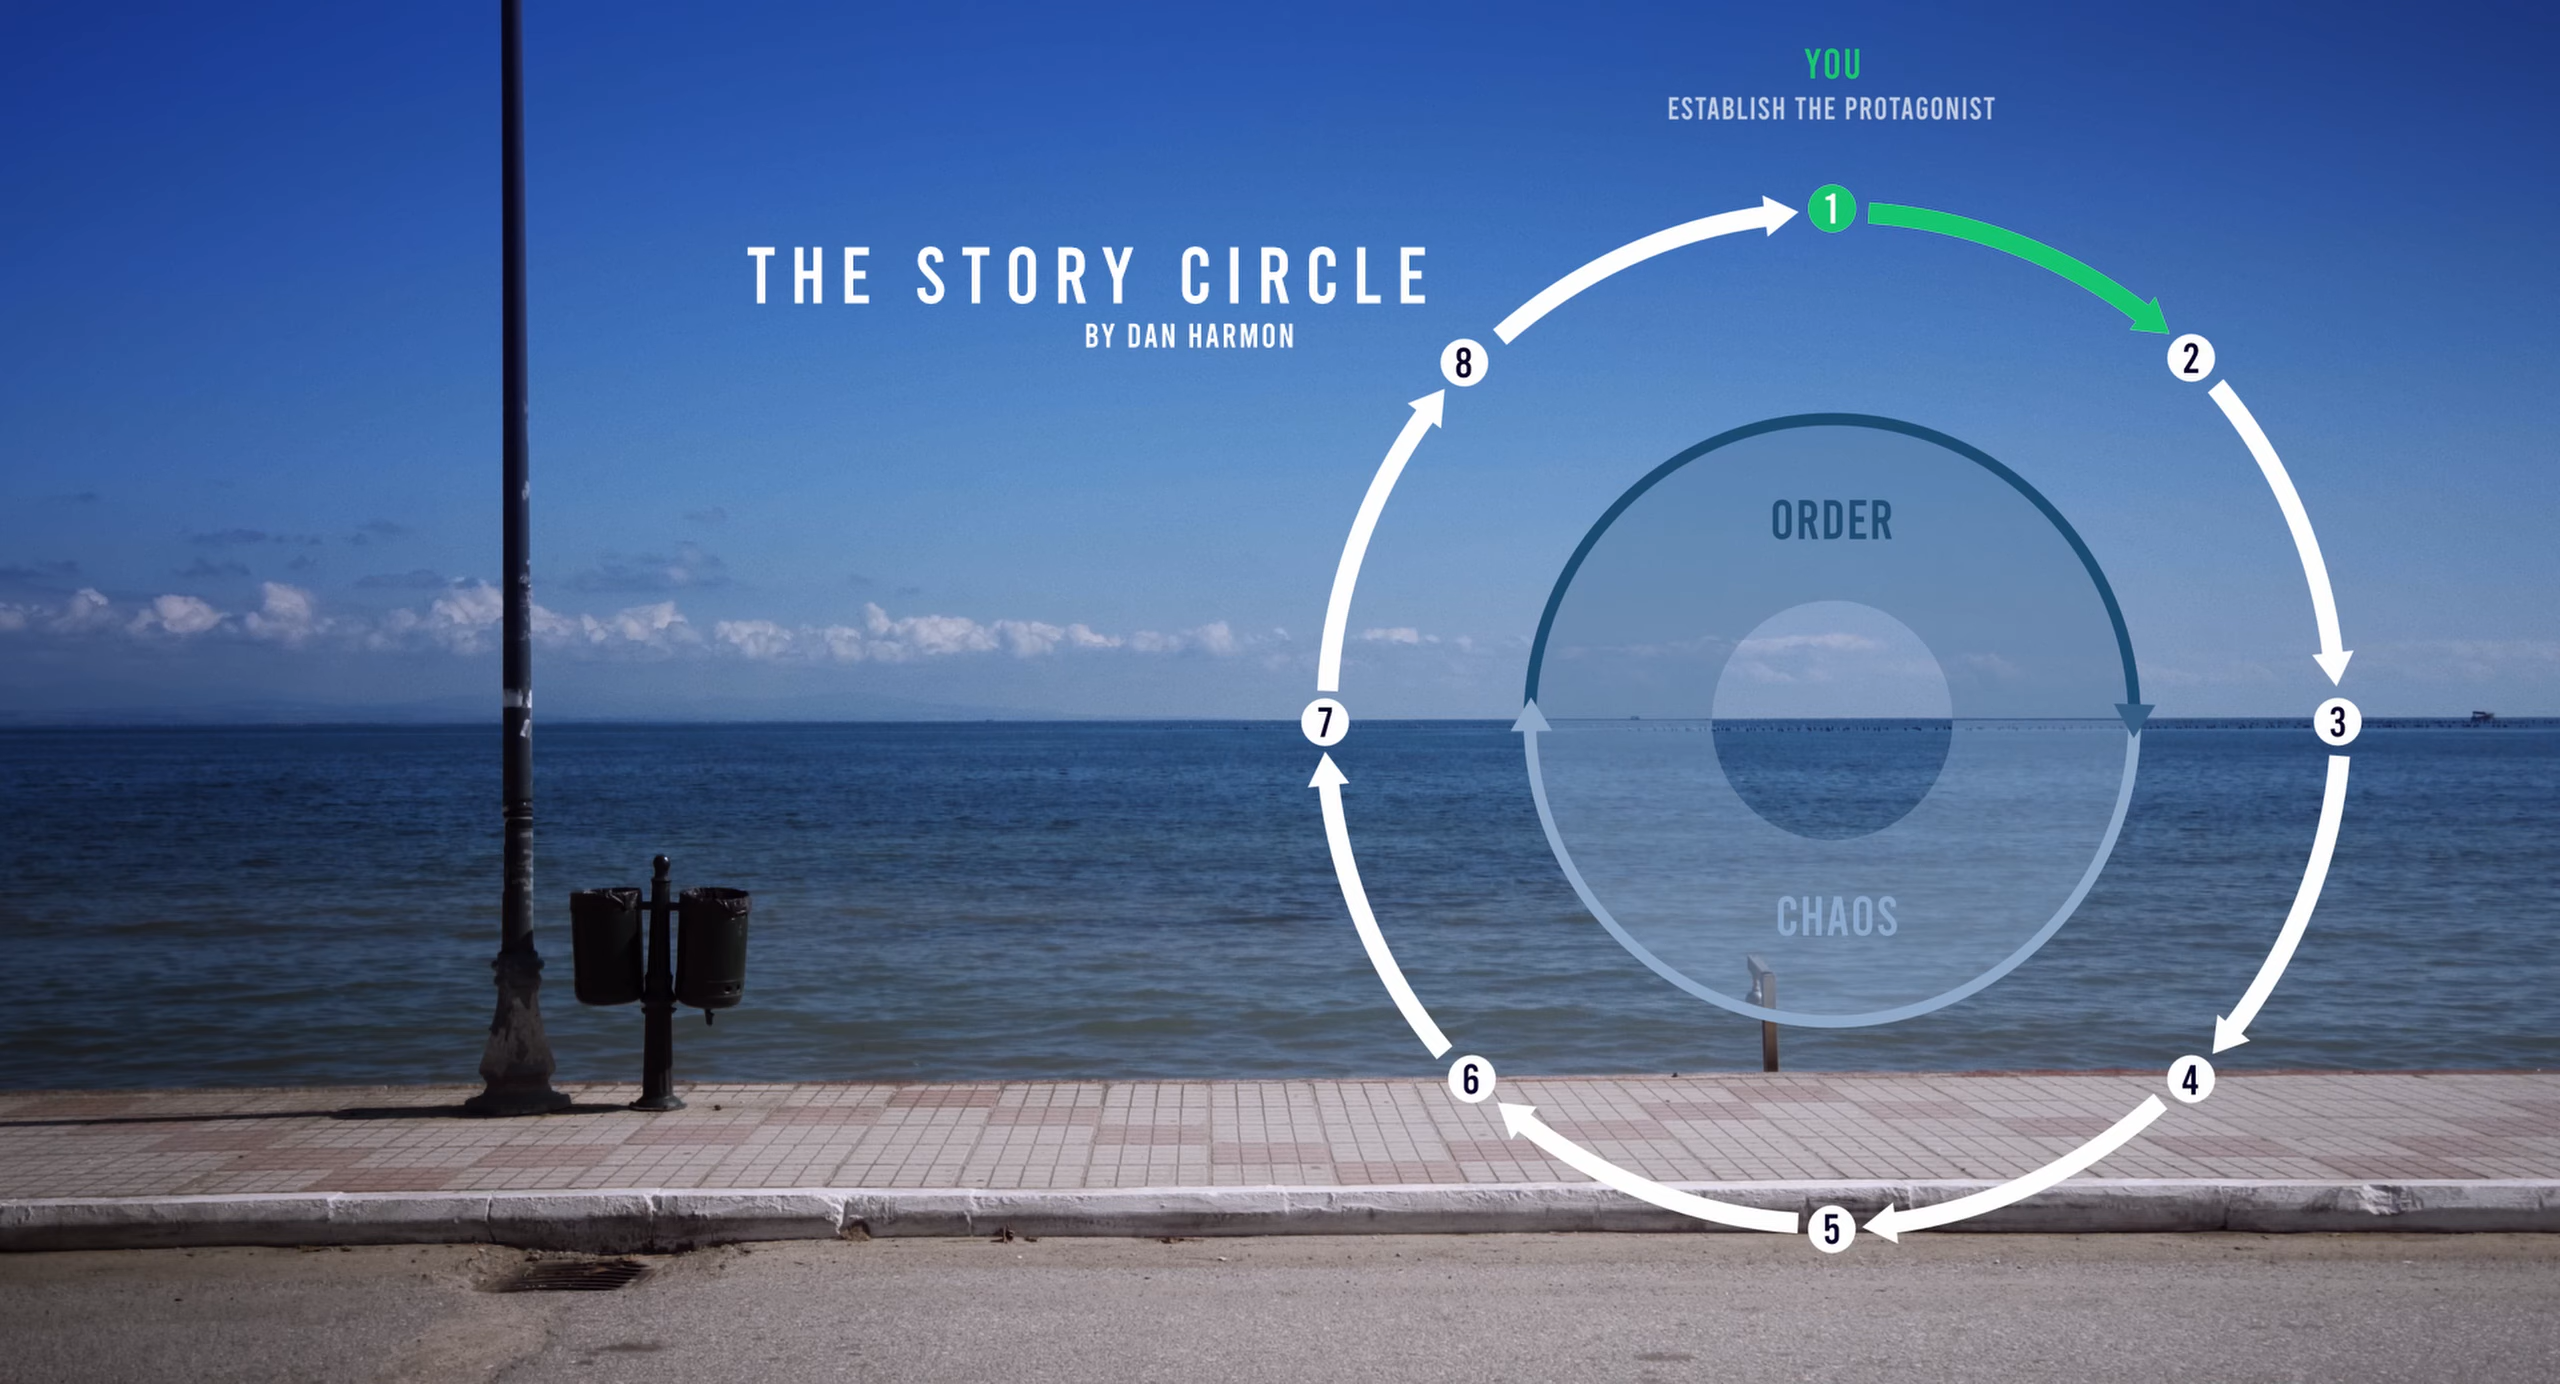 YOU
ESTABLISH THE PROTAGONIST
THE STORY CIRCLE
BY DAN HARMON
1
2
3
4
5
6
7
8
ORDER
CHAOS